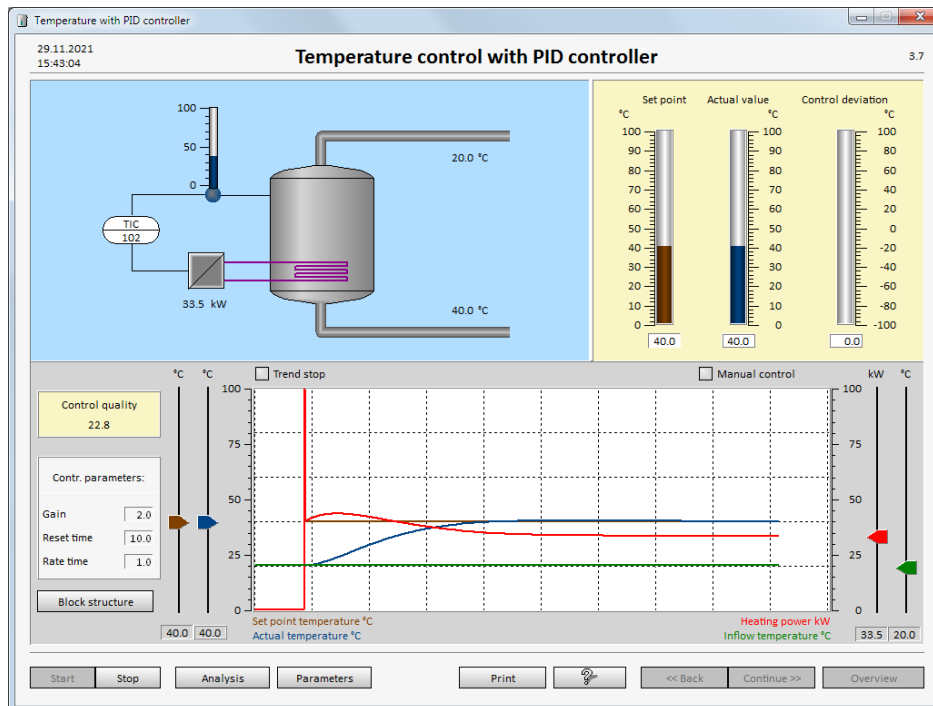 Temperature with PID controller
29.11.2021
15:43:04
Temperature control with PID controller
3.7
100
50
0
TIC
102
33.5 kW
20.0 °C
40.0 °C
Set point
Actual value
Control deviation
°C
°C
°C
100
100
100
90
90
80
80
80
60
70
70
40
60
60
20
50
50
0
40
40
-20
30
30
-40
20
20
-60
10
10
-80
0
0
-100
40.0
40.0
0.0
Control quality
22.8
Contr. parameters:
Gain 2.0
Reset time 10.0
Rate time 1.0
Block structure
°C °C
40.0 40.0
Trend stop
Manual control
100
75
50
25
0
100
75
50
25
0
kW °C
33.5 20.0
Set point temperature °C
Actual temperature °C
Heating power kW
Inflow temperature °C
Start
Stop
Analysis
Parameters
Print
<< Back
Continue >>
Overview